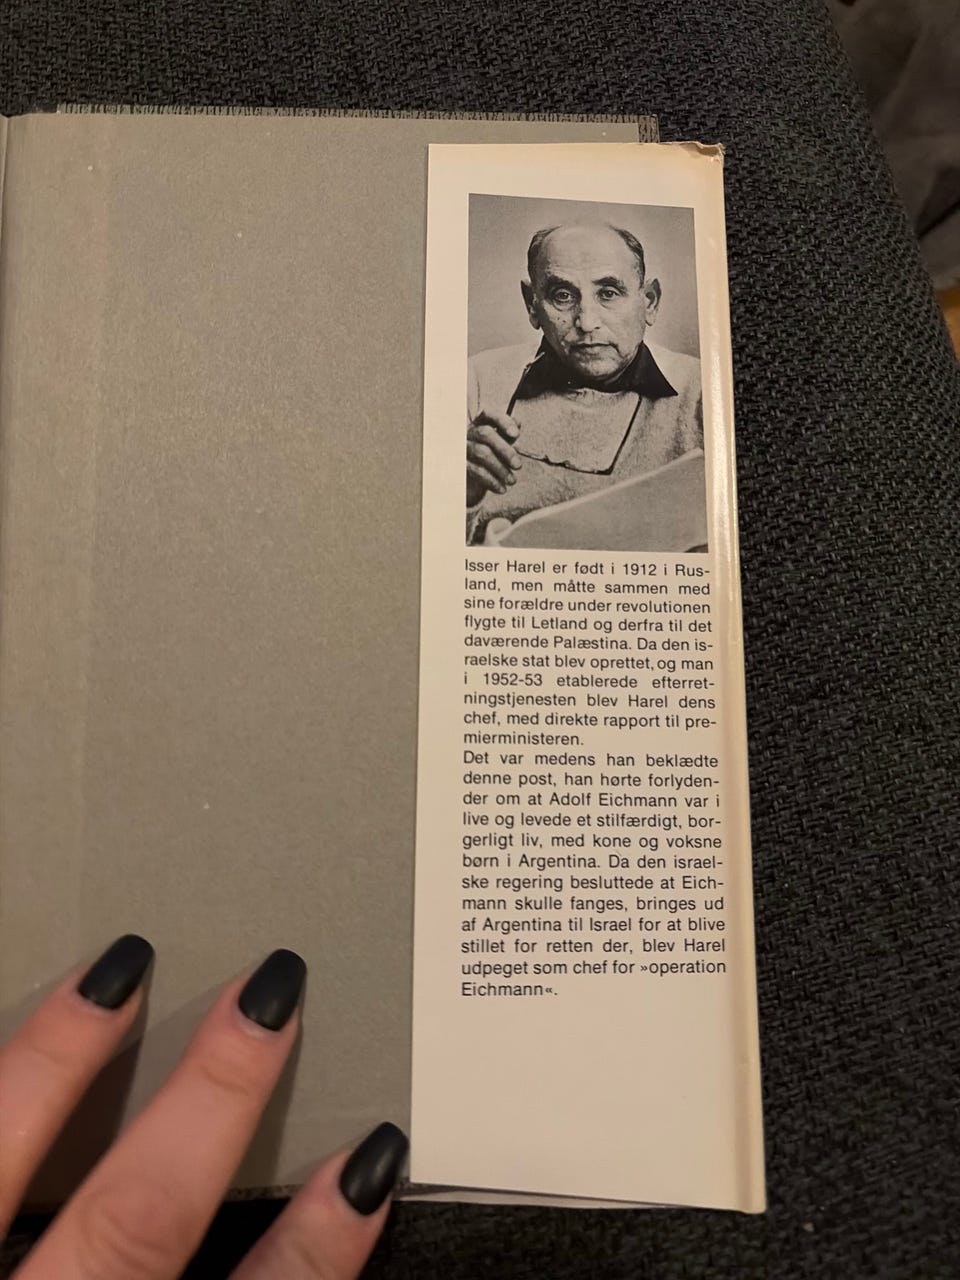 Isser Harel er født i 1912 i Rus-
land, men måtte sammen med
sine forældre under revolutionen
flygte til Letland og derfra til det
daværende Palæstina. Da den is-
raelske stat blev oprettet, og man
i 1952-53 etablerede efterret-
ningstjenesten blev Harel dens
chef, med direkte rapport til pre-
mierministeren.
Det var medens han beklædte
denne post, han hørte forlyden-
der om at Adolf Eichmann var i
live og levede et stilfærdigt, bor-
gerligt liv, med kone og voksne
børn i Argentina. Da den israel-
ske regering besluttede at Eich-
mann skulle fanges, bringes ud
af Argentina til Israel for at blive
stillet for retten der, blev Harel
udpeget som chef for »operation
Eichmann«.